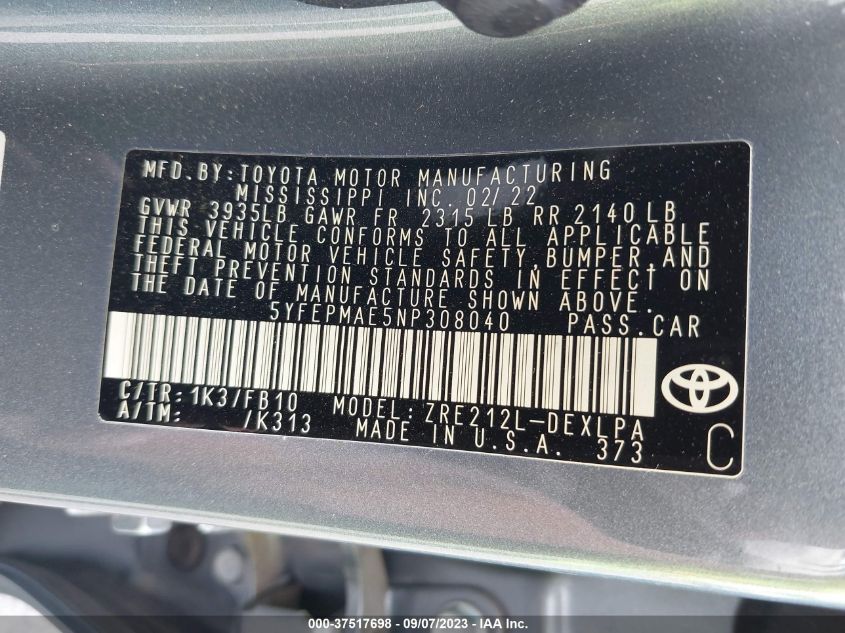 MFD.BY:TOYOTA MOTOR MANUFACTURING
MISSISSIPPI INC. 02/22
GVWR 3935LB GAWR FR 2315 LB RR 2140 LB
THIS VEHICLE CONFORMS TO ALL APPLICABLE
FEDERAL MOTOR VEHICLE SAFETY,BUMPER,AND
THEFT PREVENTION STANDARDS IN EFFECT ON
THE DATE OF MANUFACTURE SHOWN ABOVE.
5YFEPMAE5NP308040 PASS.CAR
C/TR:1K3/FB10 MODEL:ZRE212L-DEXLPA
A/TM: /K313 MADE IN U.S.A. 373
C
000-37517698 - 09/07/2023 - © IAA, Inc.